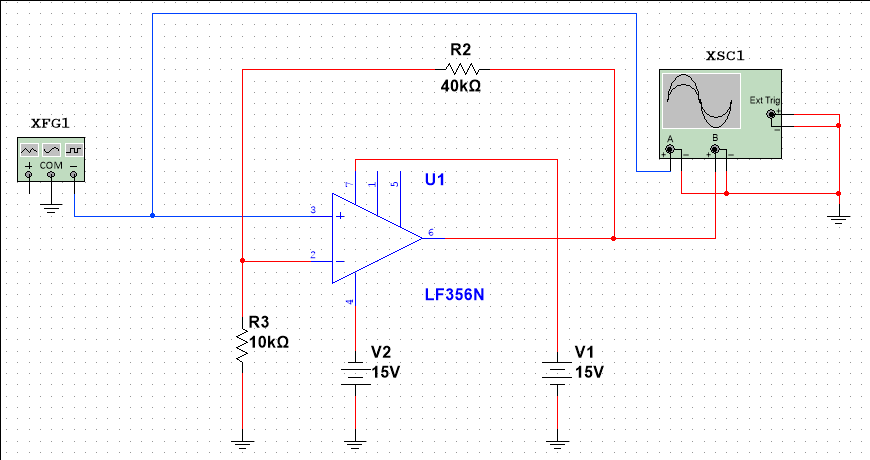 R2
40kΩ
XSC1
Ext Trig
+
−
A
B
+ − + −
XFG1
COM
+ −
U1
7 1 5
3 +
6
2 −
4
LF356N
R3
10kΩ
V2
15V
V1
15V